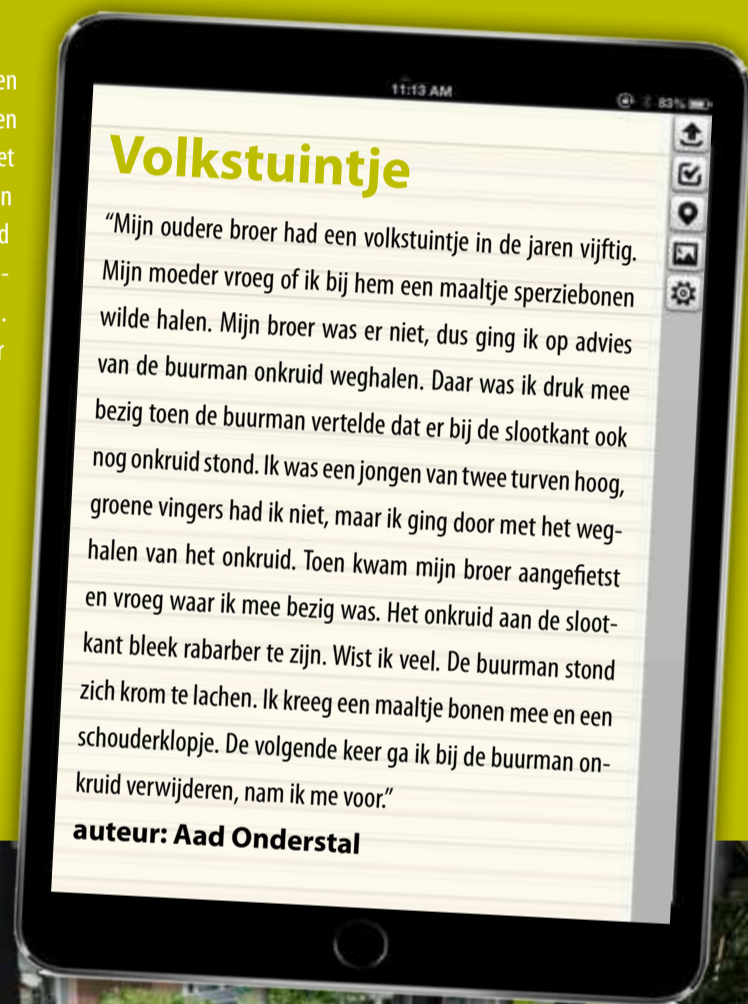 11:13 AM
83%
Volkstuintje
“Mijn oudere broer had een volkstuintje in de jaren vijftig.
Mijn moeder vroeg of ik bij hem een maaltje sperziebonen
wilde halen. Mijn broer was er niet, dus ging ik op advies
van de buurman onkruid weghalen. Daar was ik druk mee
bezig toen de buurman vertelde dat er bij de slootkant ook
nog onkruid stond. Ik was een jongen van twee turven hoog,
groene vingers had ik niet, maar ik ging door met het weg-
halen van het onkruid. Toen kwam mijn broer aangefietst
en vroeg waar ik mee bezig was. Het onkruid aan de sloot-
kant bleek rabarber te zijn. Wist ik veel. De buurman stond
zich krom te lachen. Ik kreeg een maaltje bonen mee en een
schouderklopje. De volgende keer ga ik bij de buurman on-
kruid verwijderen, nam ik me voor.”
auteur: Aad Onderstal